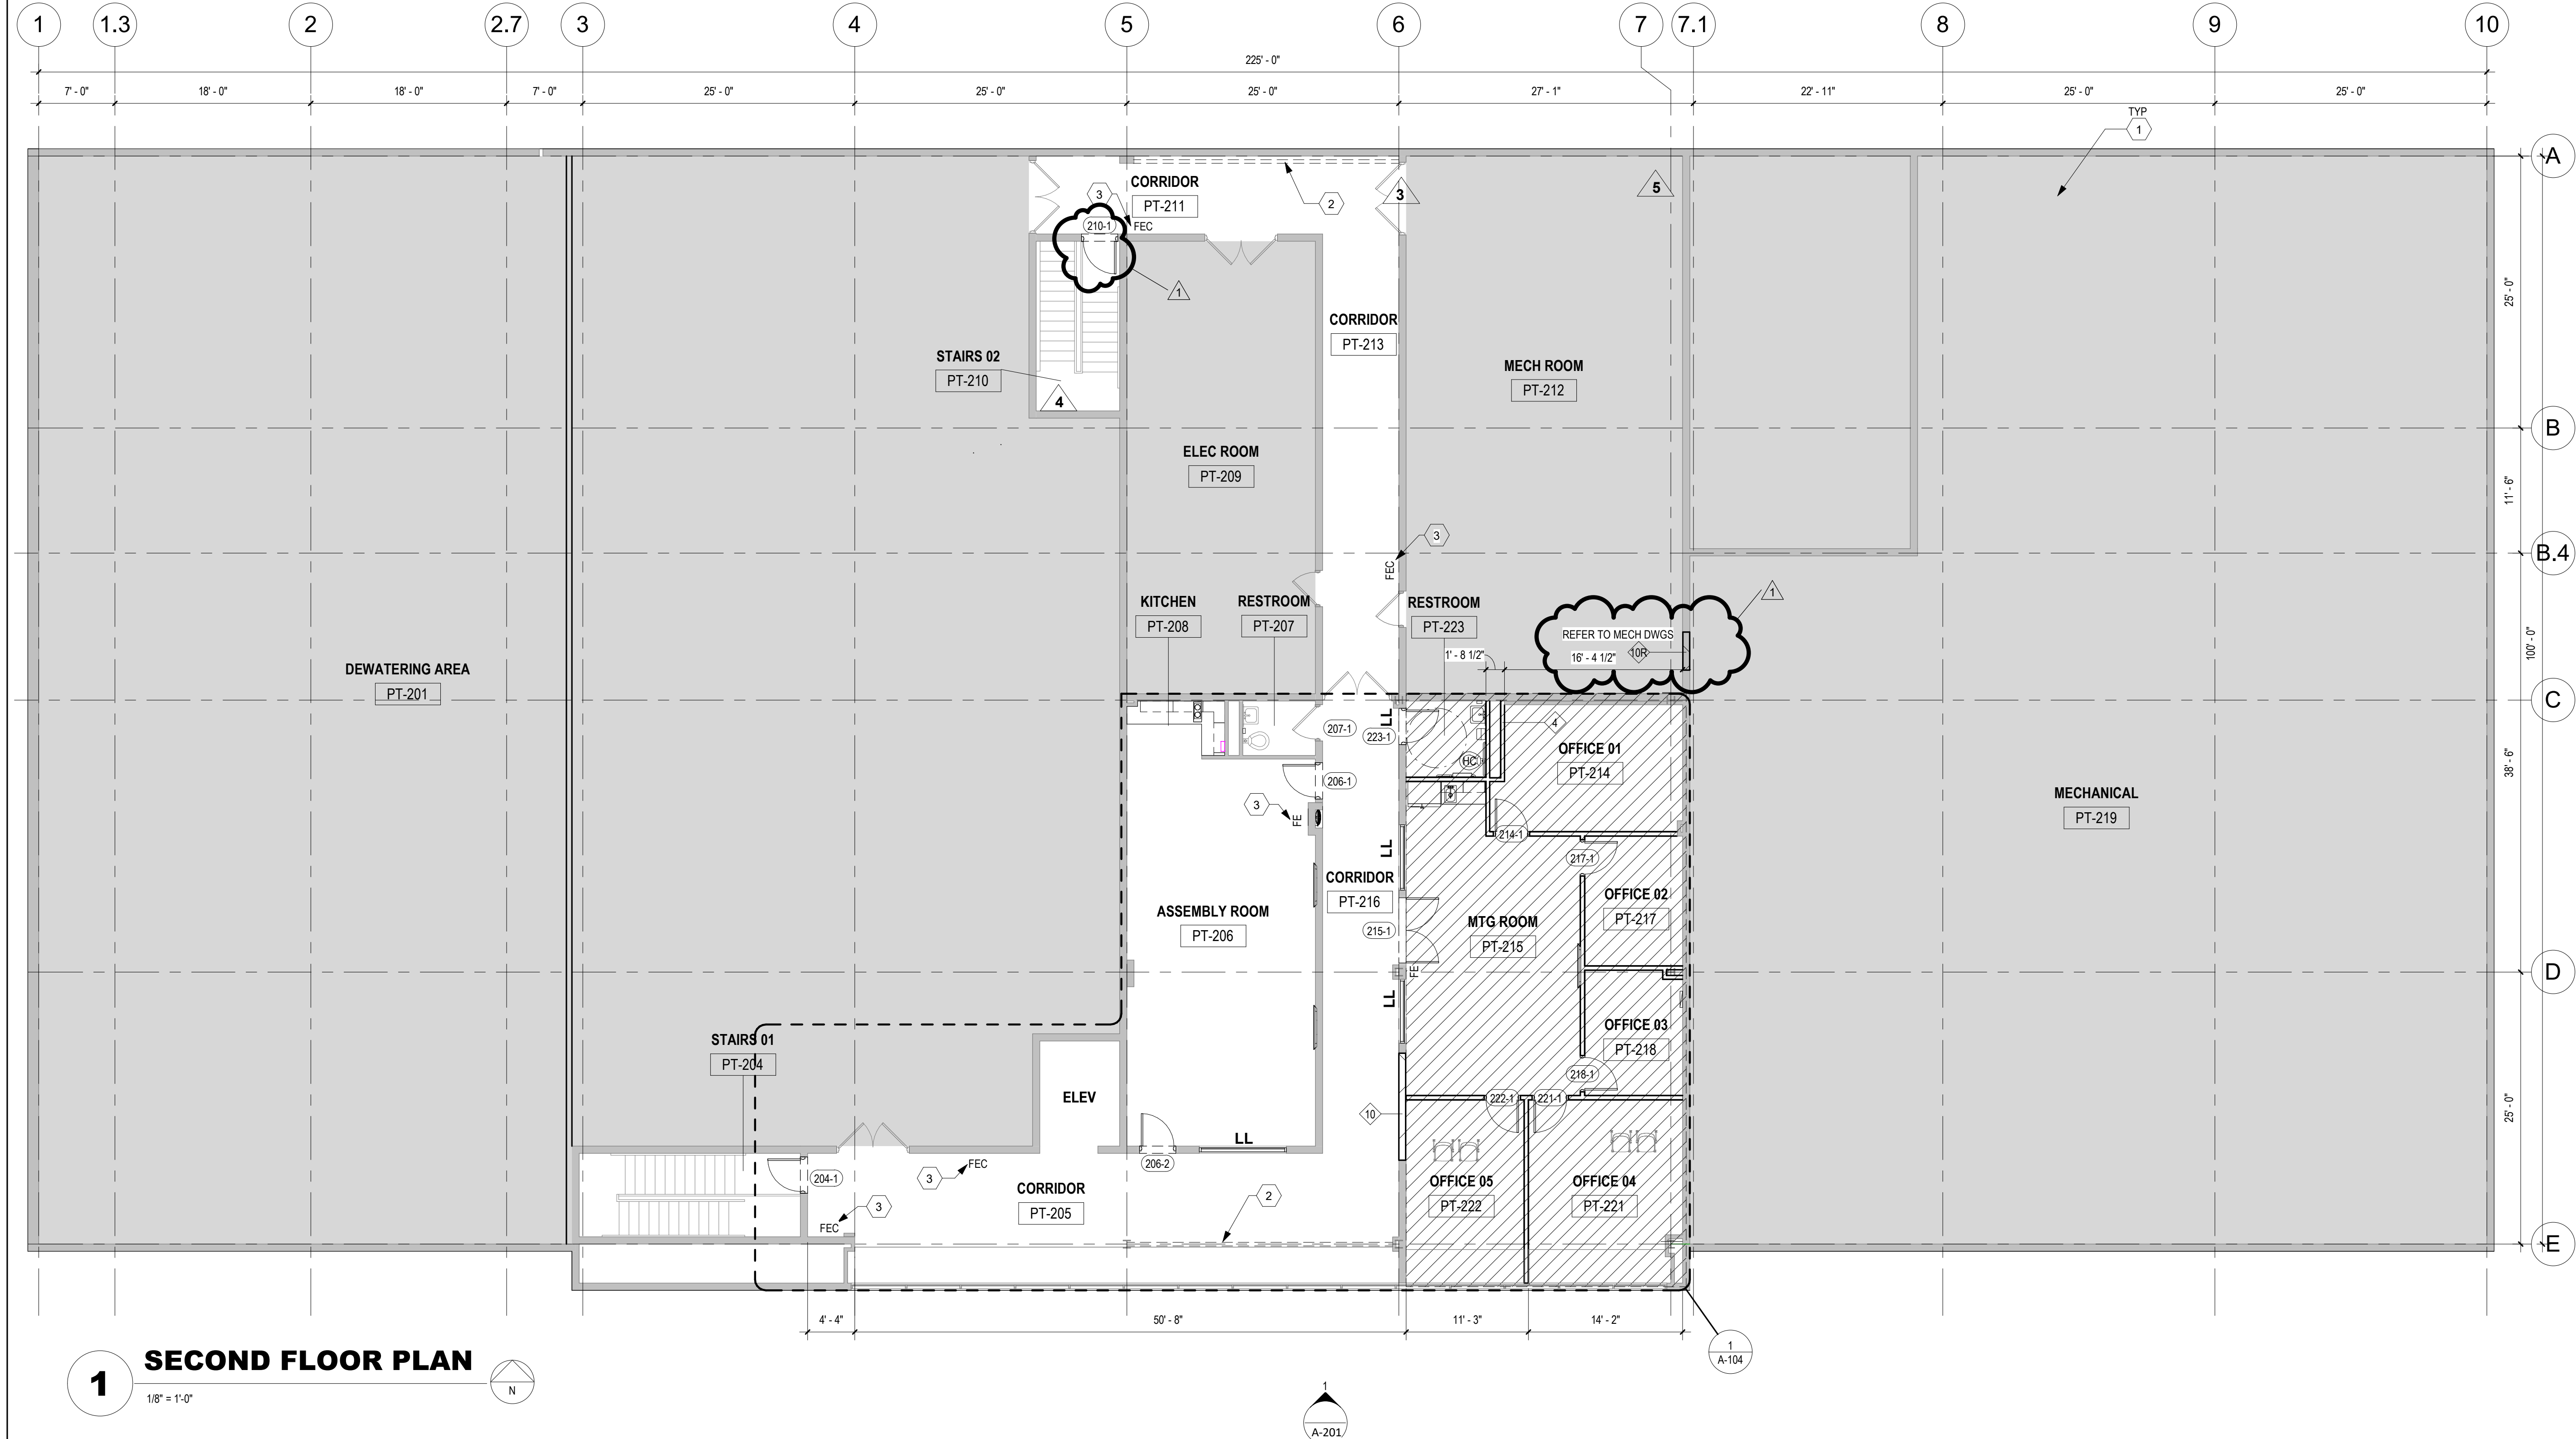 1 1.3 2 2.7 3 4 5 6 7 7.1 8 9 10
225' - 0"
7' - 0" 18' - 0" 18' - 0" 7' - 0" 25' - 0" 25' - 0" 25' - 0" 27' - 1" 22' - 11" 25' - 0" 25' - 0"
TYP
1
A
CORRIDOR
PT-211
3
2
3
5
210-1
FEC
1
25' - 0"
CORRIDOR
PT-213
STAIRS 02
PT-210
4
MECH ROOM
PT-212
B
ELEC ROOM
PT-209
11' - 6"
3
FEC
B.4
KITCHEN
PT-208
RESTROOM
PT-207
RESTROOM
PT-223
1
REFER TO MECH DWGS
1' - 8 1/2"
16' - 4 1/2"
10R
100' - 0"
DEWATERING AREA
PT-201
C
LL
207-1
223-1
4
OFFICE 01
PT-214
HC
38' - 6"
206-1
3
FE
MECHANICAL
PT-219
214-1
LL
217-1
CORRIDOR
PT-216
OFFICE 02
PT-217
ASSEMBLY ROOM
PT-206
MTG ROOM
PT-215
215-1
FE
D
LL
STAIRS 01
PT-204
OFFICE 03
PT-218
218-1
ELEV
222-1
221-1
10
25' - 0"
LL
206-2
204-1
3
FEC
3
FEC
CORRIDOR
PT-205
2
OFFICE 05
PT-222
OFFICE 04
PT-221
E
4' - 4" 50' - 8" 11' - 3" 14' - 2"
1
A-104
1
SECOND FLOOR PLAN
1/8" = 1'-0"
N
1
A-201